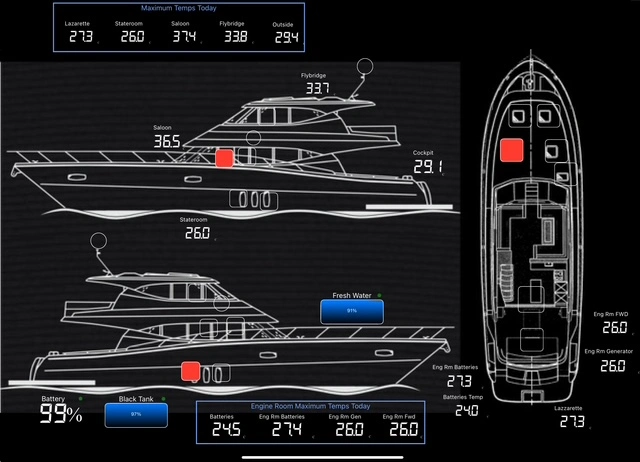 Maximum Temps Today
Lazarette Stateroom Saloon Flybridge Outside
27.3 26.0 37.4 33.8 29.4
Flybridge
33.7
Saloon
36.5
Cockpit
29.1
Stateroom
26.0
Fresh Water
91%
Eng Rm FWD
26.0
Eng Rm Generator
26.0
Eng Rm Batteries
27.3
Batteries Temp
24.0
Lazzarette
27.3
Battery
99%
Black Tank
97%
Engine Room Maximum Temps Today
Batteries Eng Rm Batteries Eng Rm Gen Eng Rm Fwd
24.5 27.4 26.0 26.0